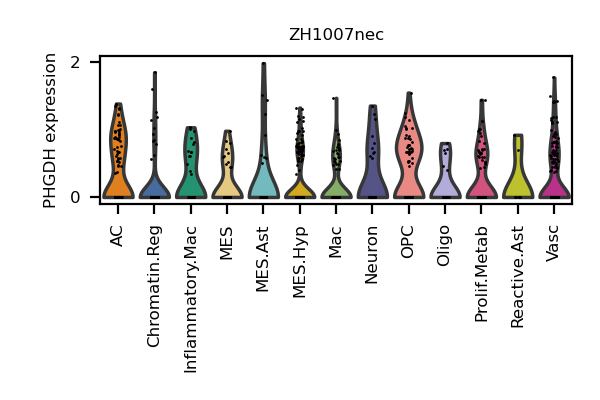 ZH1007nec
PHGDH expression
2
0
AC
Chromatin.Reg
Inflammatory.Mac
MES
MES.Ast
MES.Hyp
Mac
Neuron
OPC
Oligo
Prolif.Metab
Reactive.Ast
Vasc